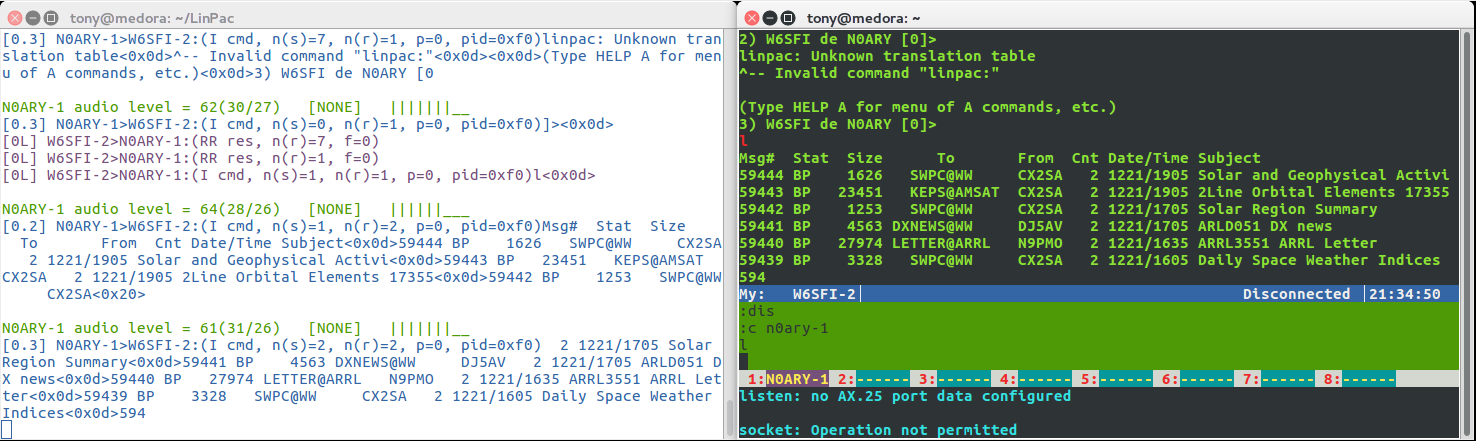 tony@medora: ~/LinPac
[0.3] N0ARY-1>W6SFI-2:(I cmd, n(s)=7, n(r)=1, p=0, pid=0xf0)linpac: Unknown tran
slation table<0x0d>^-- Invalid command "linpac:"<0x0d><0x0d>(Type HELP A for men
u of A commands, etc.)<0x0d>3) W6SFI de N0ARY [0
N0ARY-1 audio level = 62(30/27)   [NONE]   |||||||__
[0.3] N0ARY-1>W6SFI-2:(I cmd, n(s)=0, n(r)=1, p=0, pid=0xf0)]><0x0d>
[0L] W6SFI-2>N0ARY-1:(RR res, n(r)=7, f=0)
[0L] W6SFI-2>N0ARY-1:(RR res, n(r)=1, f=0)
[0L] W6SFI-2>N0ARY-1:(I cmd, n(s)=1, n(r)=1, p=0, pid=0xf0)l<0x0d>
N0ARY-1 audio level = 64(28/26)   [NONE]   ||||||___
[0.2] N0ARY-1>W6SFI-2:(I cmd, n(s)=1, n(r)=2, p=0, pid=0xf0)Msg#  Stat  Size
  To       From  Cnt Date/Time Subject<0x0d>59444 BP    1626   SWPC@WW     CX2SA
   2 1221/1905 Solar and Geophysical Activi<0x0d>59443 BP   23451   KEPS@AMSAT
CX2SA   2 1221/1905 2Line Orbital Elements 17355<0x0d>59442 BP    1253   SWPC@WW
     CX2SA<0x20>
N0ARY-1 audio level = 61(31/26)   [NONE]   |||||||__
[0.3] N0ARY-1>W6SFI-2:(I cmd, n(s)=2, n(r)=2, p=0, pid=0xf0)  2 1221/1705 Solar
Region Summary<0x0d>59441 BP    4563 DXNEWS@WW     DJ5AV   2 1221/1705 ARLD051 D
X news<0x0d>59440 BP   27974 LETTER@ARRL   N9PMO   2 1221/1635 ARRL3551 ARRL Let
ter<0x0d>59439 BP    3328   SWPC@WW     CX2SA   2 1221/1605 Daily Space Weather
Indices<0x0d>594
tony@medora: ~
2) W6SFI de N0ARY [0]>
linpac: Unknown translation table
^-- Invalid command "linpac:"
(Type HELP A for menu of A commands, etc.)
3) W6SFI de N0ARY [0]>
l
Msg#  Stat  Size      To       From  Cnt Date/Time Subject
59444 BP    1626   SWPC@WW     CX2SA   2 1221/1905 Solar and Geophysical Activi
59443 BP   23451   KEPS@AMSAT  CX2SA   2 1221/1905 2Line Orbital Elements 17355
59442 BP    1253   SWPC@WW     CX2SA   2 1221/1705 Solar Region Summary
59441 BP    4563 DXNEWS@WW     DJ5AV   2 1221/1705 ARLD051 DX news
59440 BP   27974 LETTER@ARRL   N9PMO   2 1221/1635 ARRL3551 ARRL Letter
59439 BP    3328   SWPC@WW     CX2SA   2 1221/1605 Daily Space Weather Indices
594
My:   W6SFI-2|   Disconnected |21:34:50
:dis
:c n0ary-1
l
1:N0ARY-1 2:------ 3:------ 4:------ 5:------ 6:------ 7:------ 8:------
listen: no AX.25 port data configured
socket: Operation not permitted